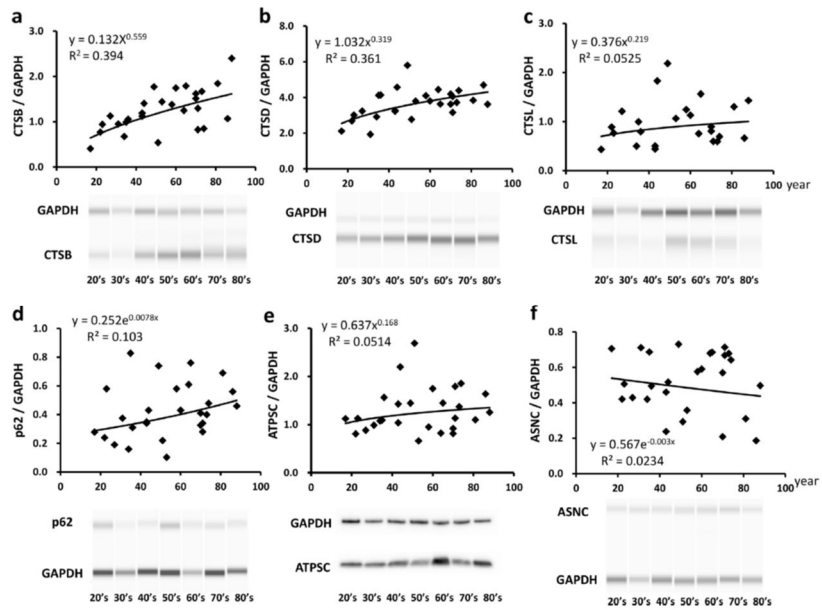 a
y = 0.132X^0.559
R² = 0.394
CTSB / GAPDH
3.0
2.0
1.0
0.0
0 20 40 60 80 100
GAPDH
CTSB
20's 30's 40's 50's 60's 70's 80's
b
y = 1.032x^0.319
R² = 0.361
CTSD / GAPDH
8.0
6.0
4.0
2.0
0.0
0 20 40 60 80 100
GAPDH
CTSD
20's 30's 40's 50's 60's 70's 80's
c
y = 0.376x^0.219
R² = 0.0525
CTSL / GAPDH
3.0
2.0
1.0
0.0
0 20 40 60 80 100 year
GAPDH
CTSL
20's 30's 40's 50's 60's 70's 80's
d
y = 0.252e^0.0078x
R² = 0.103
p62 / GAPDH
1.0
0.8
0.6
0.4
0.2
0.0
0 20 40 60 80 100
p62
GAPDH
20's 30's 40's 50's 60's 70's 80's
e
y = 0.637x^0.168
R² = 0.0514
ATPSC / GAPDH
3.0
2.0
1.0
0.0
0 20 40 60 80 100
GAPDH
ATPSC
20's 30's 40's 50's 60's 70's 80's
f
ASNC / GAPDH
0.8
0.6
0.4
0.2
0.0
y = 0.567e^-0.003x
R² = 0.0234
0 20 40 60 80 100 year
ASNC
GAPDH
20's 30's 40's 50's 60's 70's 80's